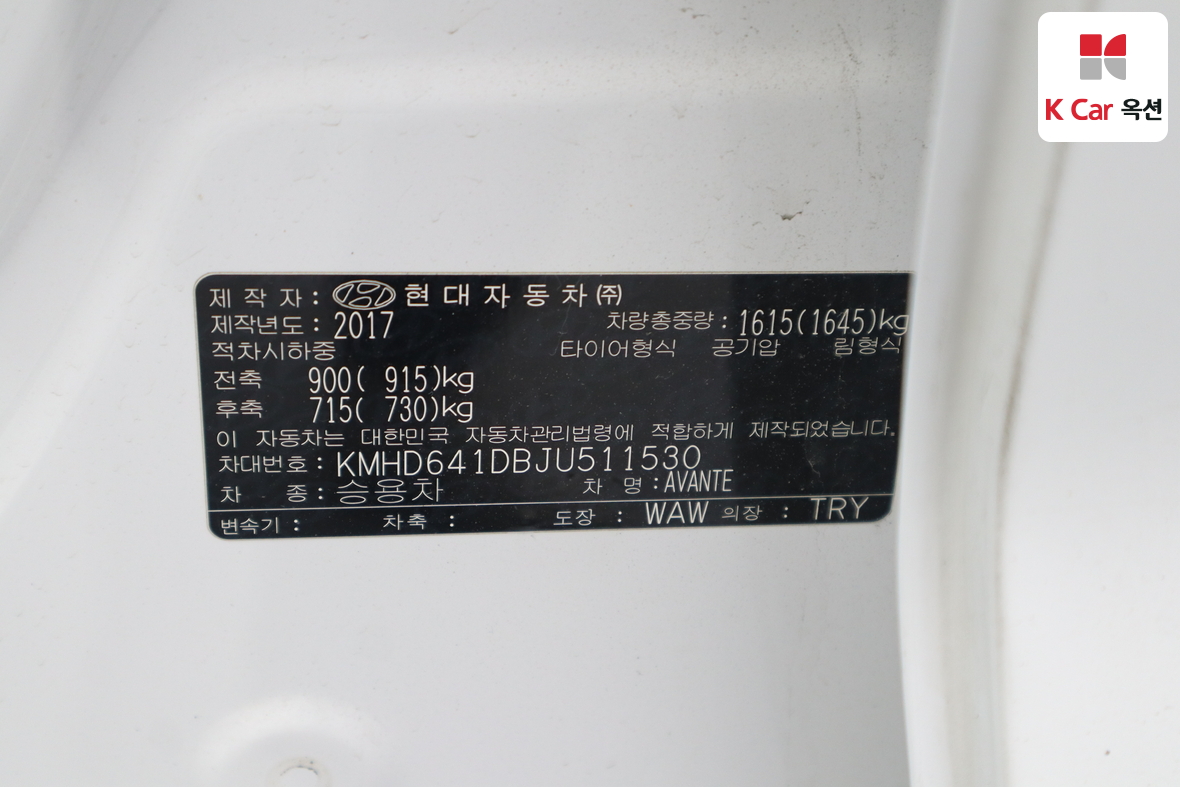 K Car 옥션
제 작 자 : HYUNDAI 현 대 자 동 차 ㈜
제작년도 : 2017 차량총중량 : 1615(1645)kg
적차시하중 타이어형식 공기압 림형식
전축 900( 915)kg
후축 715( 730)kg
이 자동차는 대한민국 자동차관리법령에 적합하게 제작되었습니다.
차대번호 : KMHD641DBJU511530
차 종 : 승용차 차 명 : AVANTE
변속기 : 차축 : 도장 : WAW 의장 : TRY